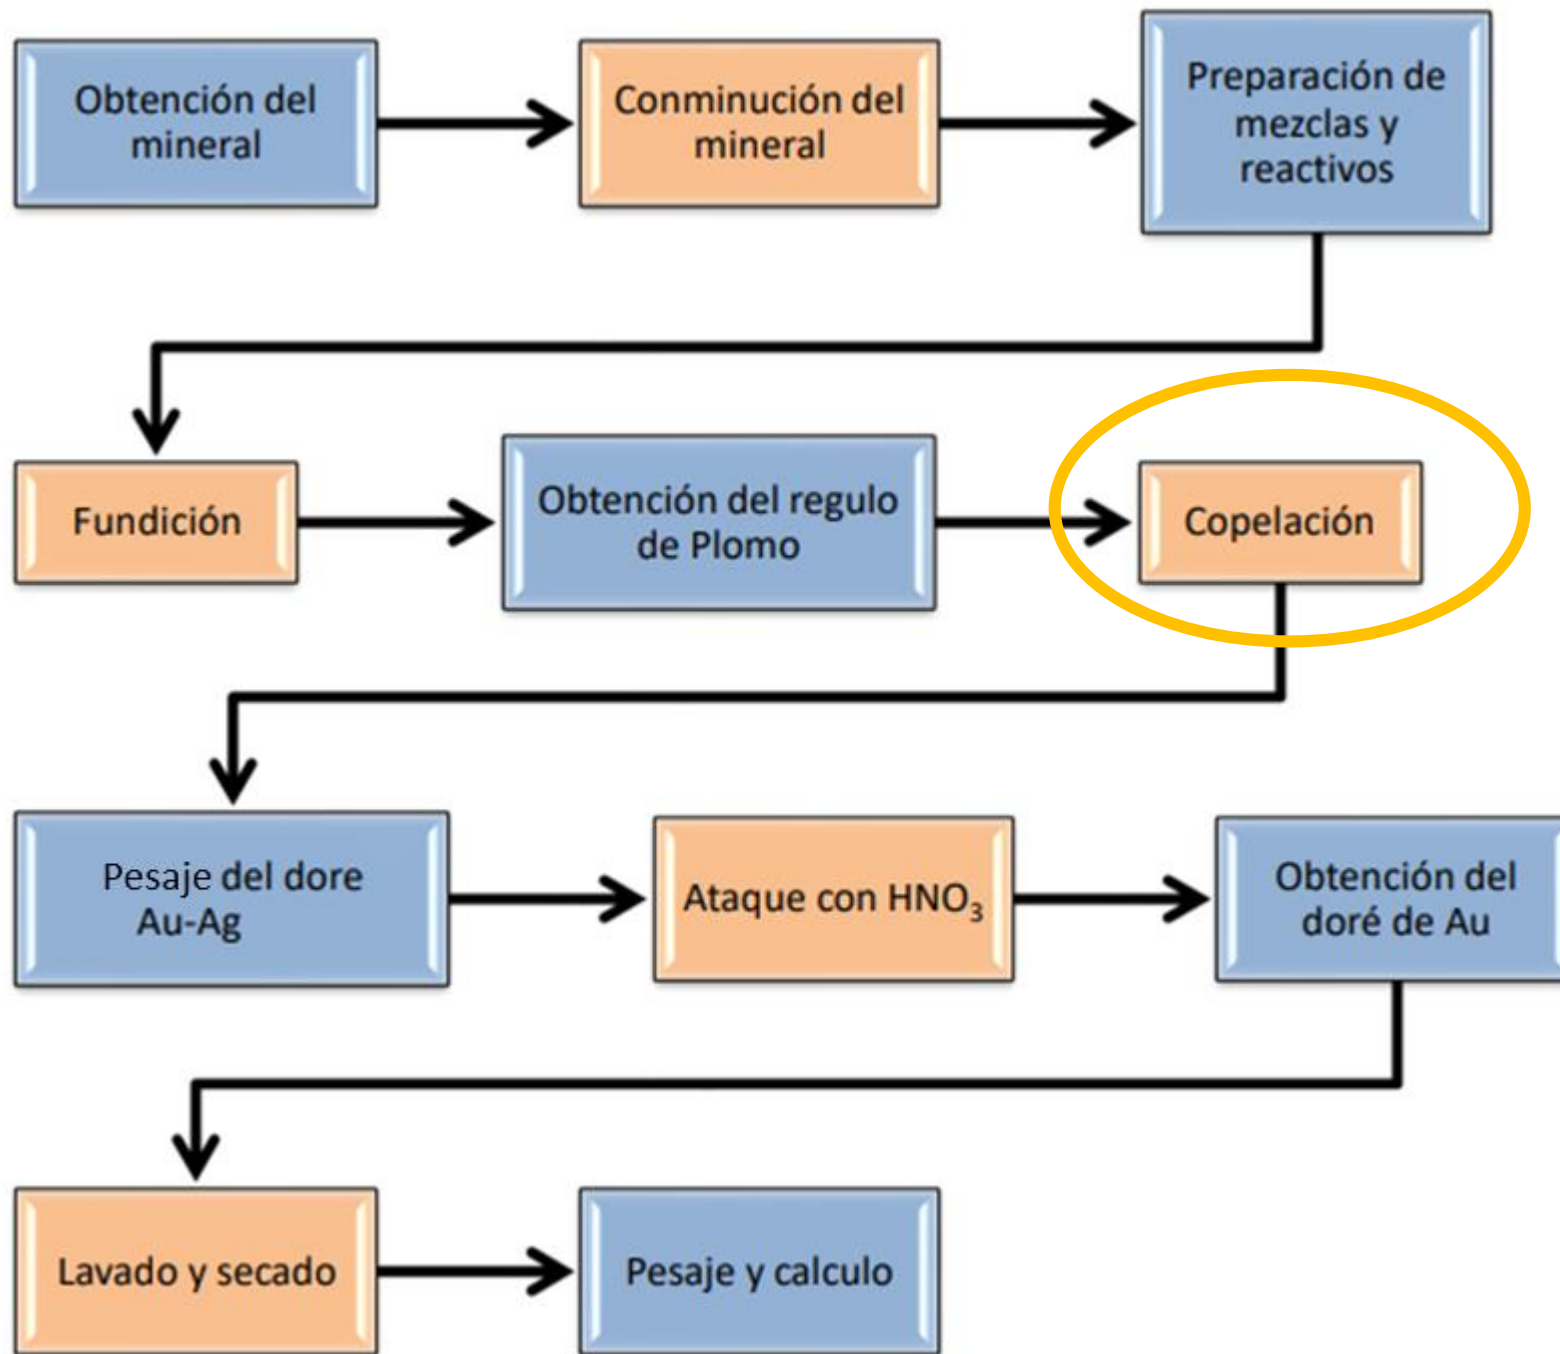 Obtención del
mineral
Conminución del
mineral
Preparación de
mezclas y
reactivos
Fundición
Obtención del regulo
de Plomo
Copelación
Pesaje del dore
Au-Ag
Ataque con HNO₃
Obtención del
doré de Au
Lavado y secado
Pesaje y calculo